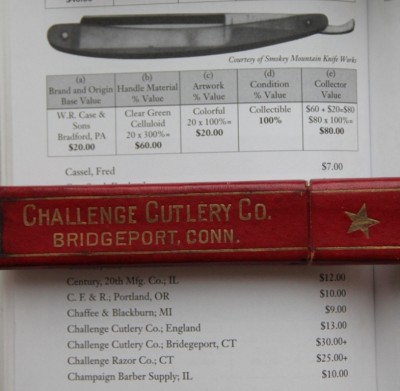 Courtesy of Smokey Mountain Knife Works
(a) (b) (c) (d) (e)
Brand and Origin Handle Material Artwork Condition Collector
Base Value % Value % Value % Value Value
W.R. Case & Clear Green Colorful Collectible $60 + $20=$80
Sons Celluloid 20 x 100%= 100% $80 x 100%=
Bradford, PA 20 x 300%= $20.00 $80.00
$20.00 $60.00
Cassel, Fred $7.00
CHALLENGE CUTLERY CO.
BRIDGEPORT, CONN.
Century, 20th Mfg. Co.; IL $12.00
C. F. & R.; Portland, OR $10.00
Chaffee & Blackburn; MI $9.00
Challenge Cutlery Co.; England $13.00
Challenge Cutlery Co.; Bridegeport, CT $30.00+
Challenge Razor Co.; CT $25.00+
Champaign Barber Supply; IL $10.00